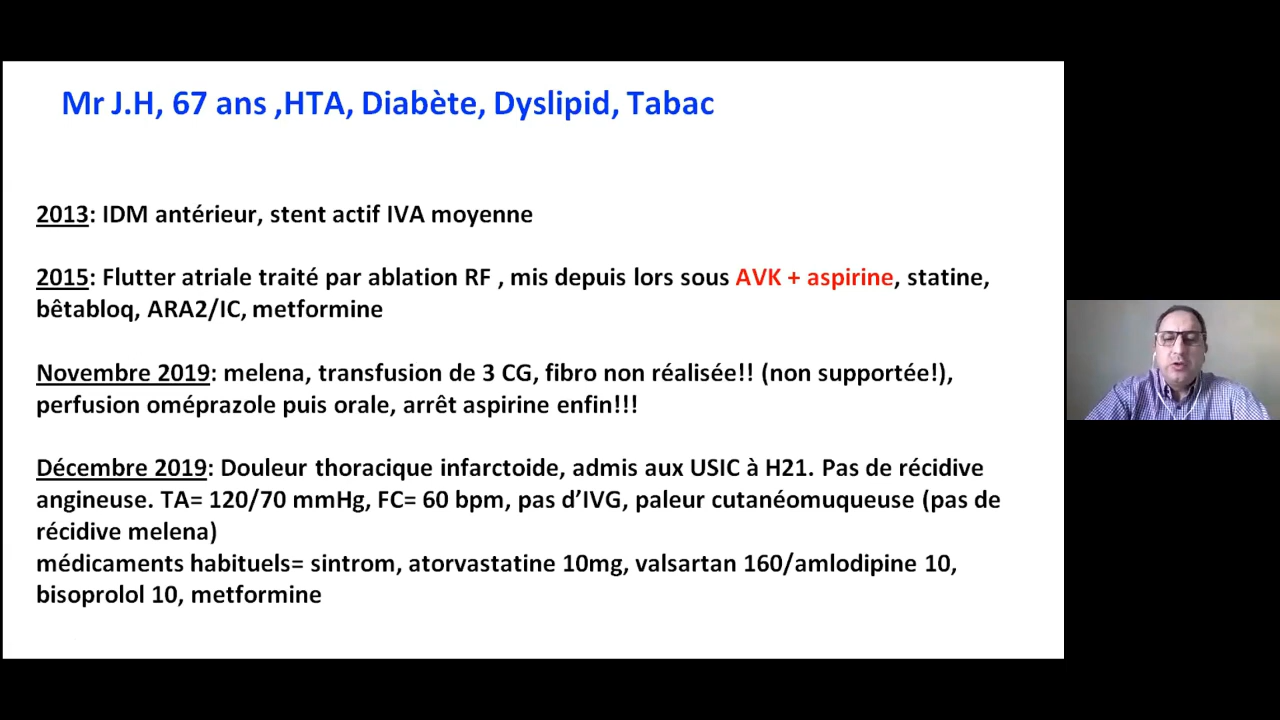 Mr J.H, 67 ans ,HTA, Diabète, Dyslipid, Tabac
2013: IDM antérieur, stent actif IVA moyenne
2015: Flutter atriale traité par ablation RF , mis depuis lors sous AVK + aspirine, statine,
bêtabloq, ARA2/IC, metformine
Novembre 2019: melena, transfusion de 3 CG, fibro non réalisée!! (non supportée!),
perfusion oméprazole puis orale, arrêt aspirine enfin!!!
Décembre 2019: Douleur thoracique infarctoide, admis aux USIC à H21. Pas de récidive
angineuse. TA= 120/70 mmHg, FC= 60 bpm, pas d’IVG, paleur cutanéomuqueuse (pas de
récidive melena)
médicaments habituels= sintrom, atorvastatine 10mg, valsartan 160/amlodipine 10,
bisoprolol 10, metformine